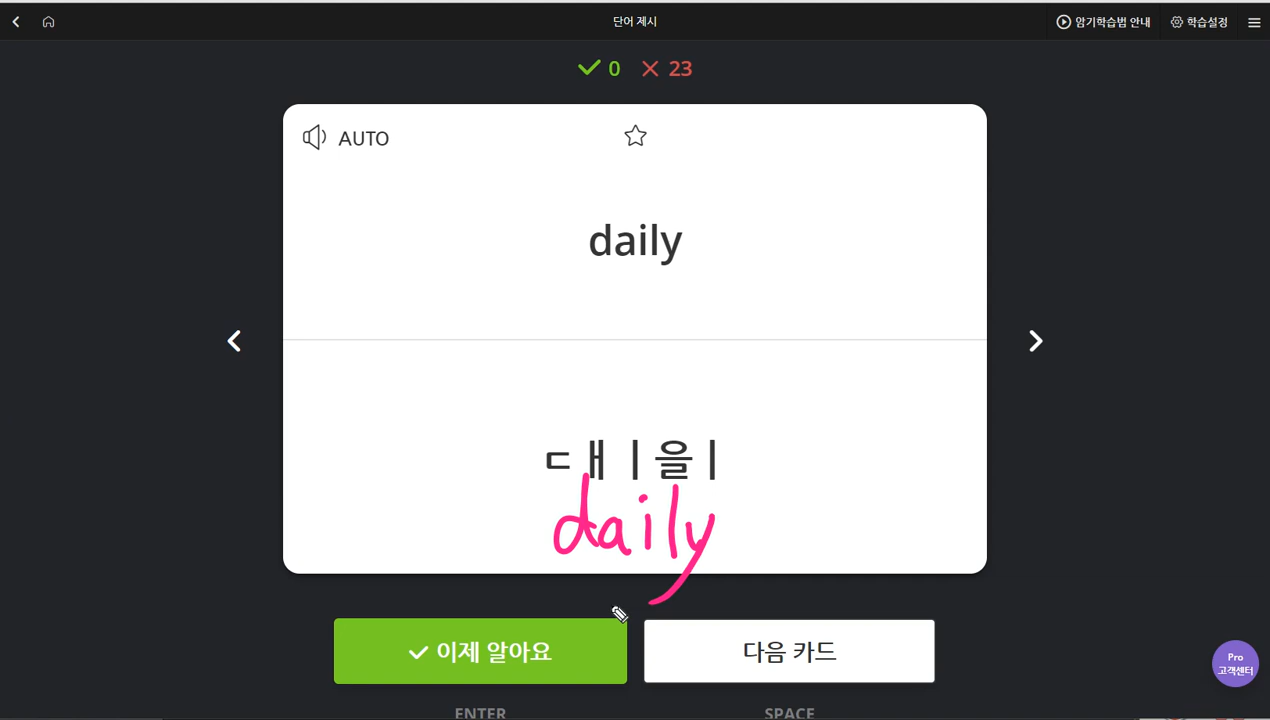 단어 제시
암기학습법 안내
학습설정
0
23
AUTO
daily
ㄷㅐㅣ을ㅣ
daily
이제 알아요
다음 카드
Pro
고객센터
ENTER
SPACE